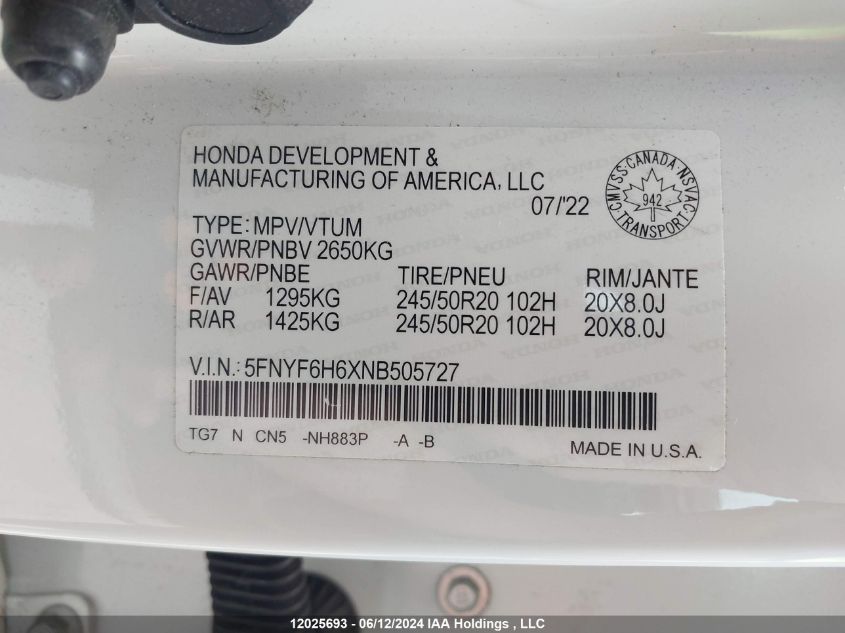 HONDA DEVELOPMENT &
MANUFACTURING OF AMERICA, LLC
07/'22
CMVSS·CANADA·NSVAC
942
TRANSPORT
TYPE: MPV/VTUM
GVWR/PNBV 2650KG
GAWR/PNBE TIRE/PNEU RIM/JANTE
F/AV 1295KG 245/50R20 102H 20X8.0J
R/AR 1425KG 245/50R20 102H 20X8.0J
V.I.N.: 5FNYF6H6XNB505727
TG7 N CN5 -NH883P -A -B
MADE IN U.S.A.
12025693 - 06/12/2024 IAA Holdings , LLC